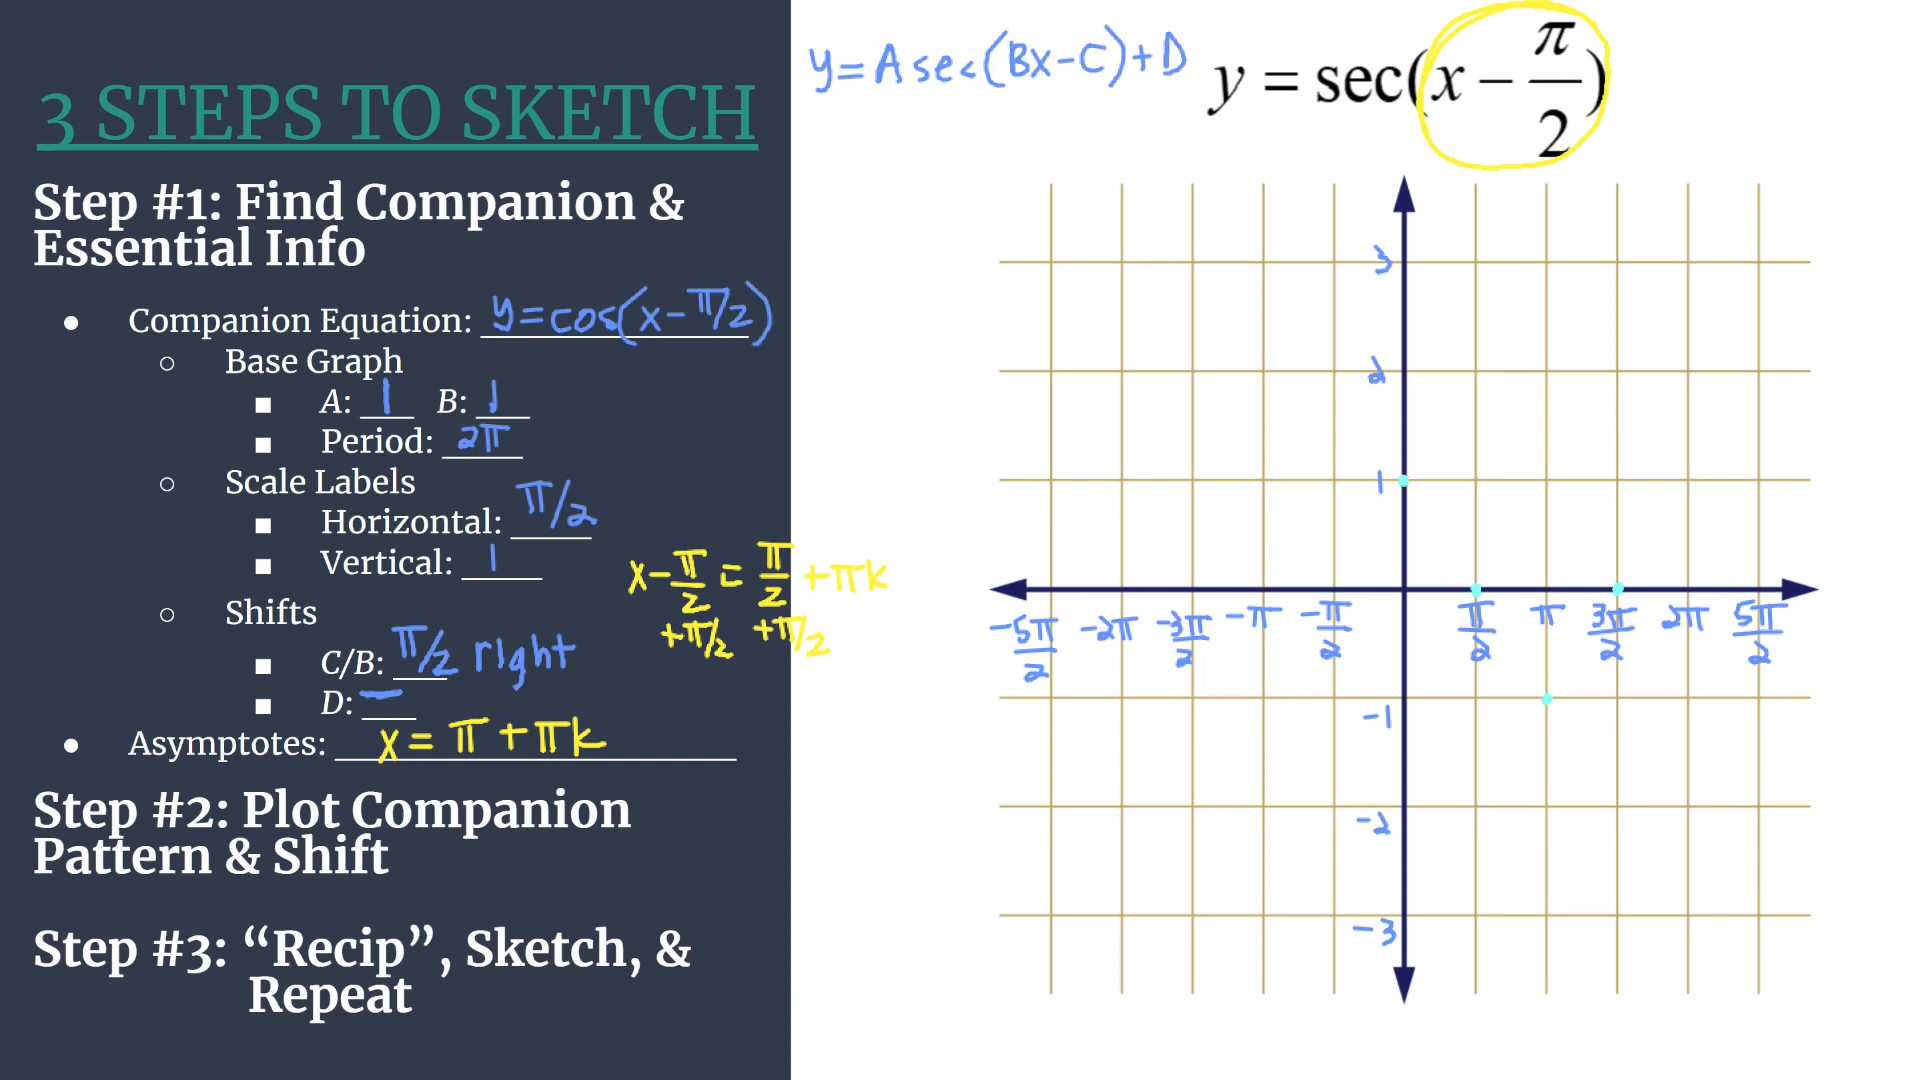 3 STEPS TO SKETCH
Step #1: Find Companion &
Essential Info
● Companion Equation: y=cos(x-π/2)
○ Base Graph
■ A: 1 B: 1
■ Period: 2π
○ Scale Labels
■ Horizontal: π/2
■ Vertical: 1
○ Shifts
■ C/B: π/2 right
■ D: —
● Asymptotes: x = π + πk
Step #2: Plot Companion
Pattern & Shift
Step #3: “Recip”, Sketch, &
Repeat
x-π/2 = π/2 + πk
+π/2 +π/2
y=A sec(Bx-C)+D
y = sec(x − π/2)
3
2
1
-5π/2 -2π -3π/2 -π -π/2 π/2 π 3π/2 2π 5π/2
-1
-2
-3